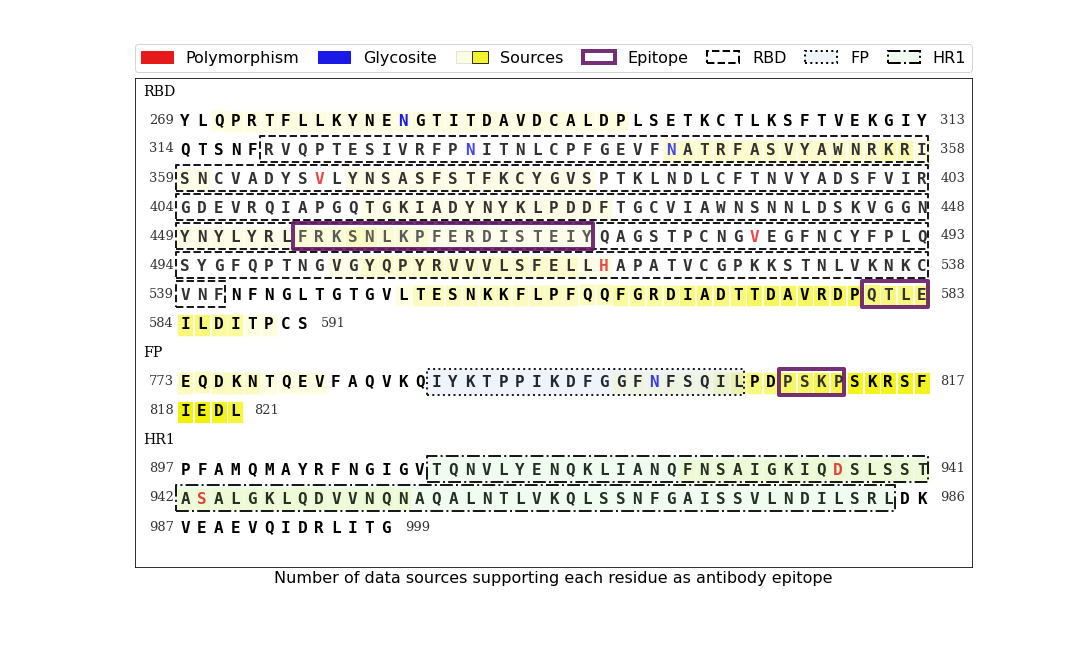 Polymorphism Glycosite Sources Epitope RBD FP HR1
RBD
269 YLQPRTFLLKYNENGTITDAVDCALDPLSETKCTLKSFTVEKGIY 313
314 QTSNFRVQPTESIVRFPNITNLCPFGEVFNATRFASVYAWNRKRI 358
359 SNCVADYSVLYNSASFSTFKCYGVSPTKLNDLCFTNVYADSFVIR 403
404 GDEVRQIAPGQTGKIADYNYKLPDDFTGCVIAWNSNNLDSKVGGN 448
449 YNYLYRLFRKSNLKPFERDISTEIYQAGSTPCNGVEGFNCYFPLQ 493
494 SYGFQPTNGVGYQPYRVVVLSFELLHAPATVCGPKKSTNLVKNKC 538
539 VNFNFNGLTGTGVLTESNKKFLPFQQFGRDIADTTDAVRDPQTLE 583
584 ILDITPCS 591
FP
773 EQDKNTQEVFAQVKQIYKTPPIKDFGGFNFSQILPDPSKPSKRSF 817
818 IEDL 821
HR1
897 PFAMQMAYRFNGIGVTQNVLYENQKLIANQFNSAIGKIQDSLSST 941
942 ASALGKLQDVVNQNAQALNTLVKQLSSNFGAISSVLNDILSRLDK 986
987 VEAEVQIDRLITG 999
Number of data sources supporting each residue as antibody epitope